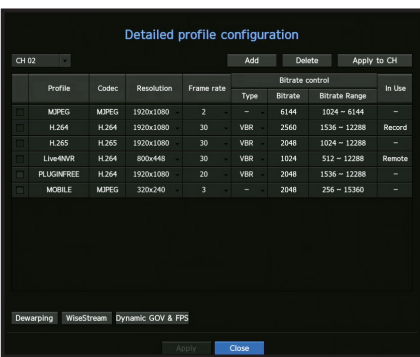 Detailed profile configuration
CH 02 Add Delete Apply to CH
Profile Codec Resolution Frame rate Bitrate control In Use
Type Bitrate Bitrate Range
MJPEG MJPEG 1920x1080 2 – 6144 1024 ~ 6144 –
H.264 H.264 1920x1080 30 VBR 2560 1536 ~ 12288 Record
H.265 H.265 1920x1080 30 VBR 2048 1024 ~ 12288 –
Live4NVR H.264 800x448 30 VBR 1024 512 ~ 12288 Remote
PLUGINFREE H.264 1920x1080 20 VBR 2048 1536 ~ 12288 –
MOBILE MJPEG 320x240 3 – 2048 256 ~ 15360 –
Dewarping WiseStream Dynamic GOV & FPS
Apply Close